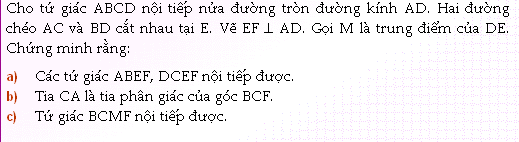 Cho tứ giác ABCD nội tiếp nửa đường tròn đường kính AD. Hai đường
chéo AC và BD cắt nhau tại E. Vẽ EF ⊥ AD. Gọi M là trung điểm của DE.
Chứng minh rằng:
a) Các tứ giác ABEF, DCEF nội tiếp được.
b) Tia CA là tia phân giác của góc BCF.
c) Tứ giác BCMF nội tiếp được.